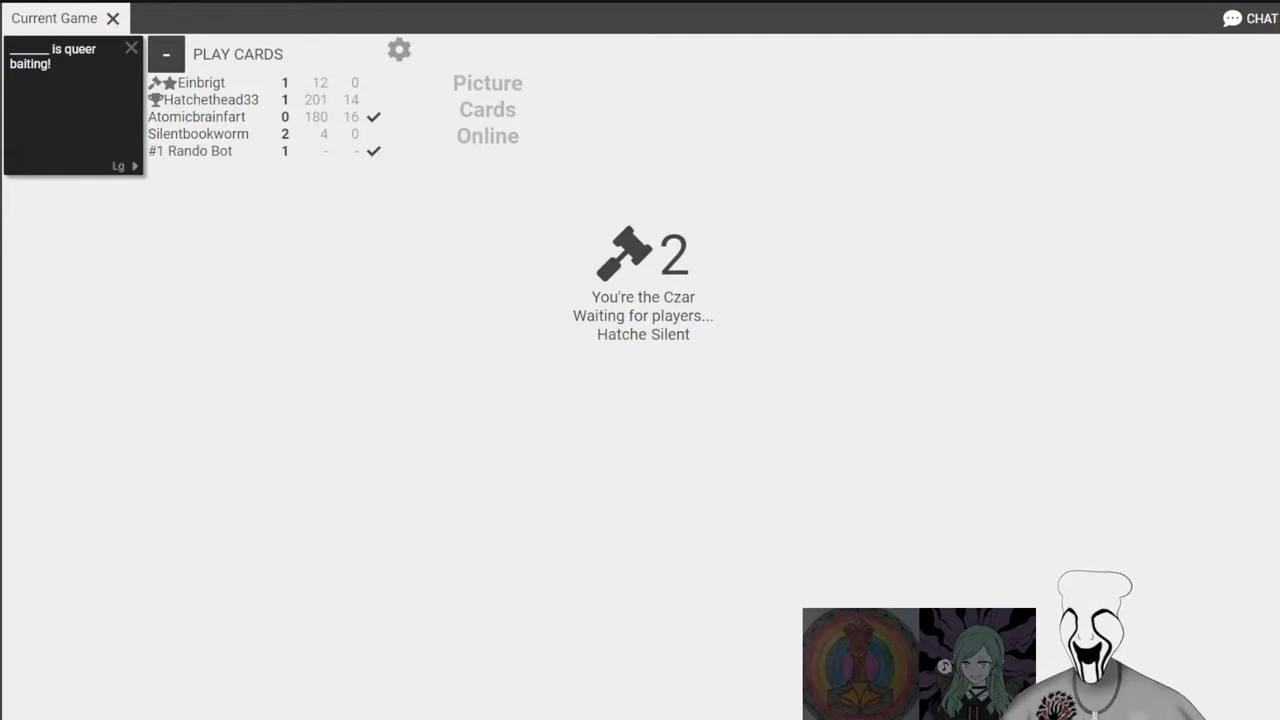 Current Game
CHAT
______ is queer
baiting!
Lg
- PLAY CARDS
Einbrigt 1 12 0
Hatchethead33 1 201 14
Atomicbrainfart 0 180 16
Silentbookworm 2 4 0
#1 Rando Bot 1 - -
Picture
Cards
Online
2
You're the Czar
Waiting for players...
Hatche Silent